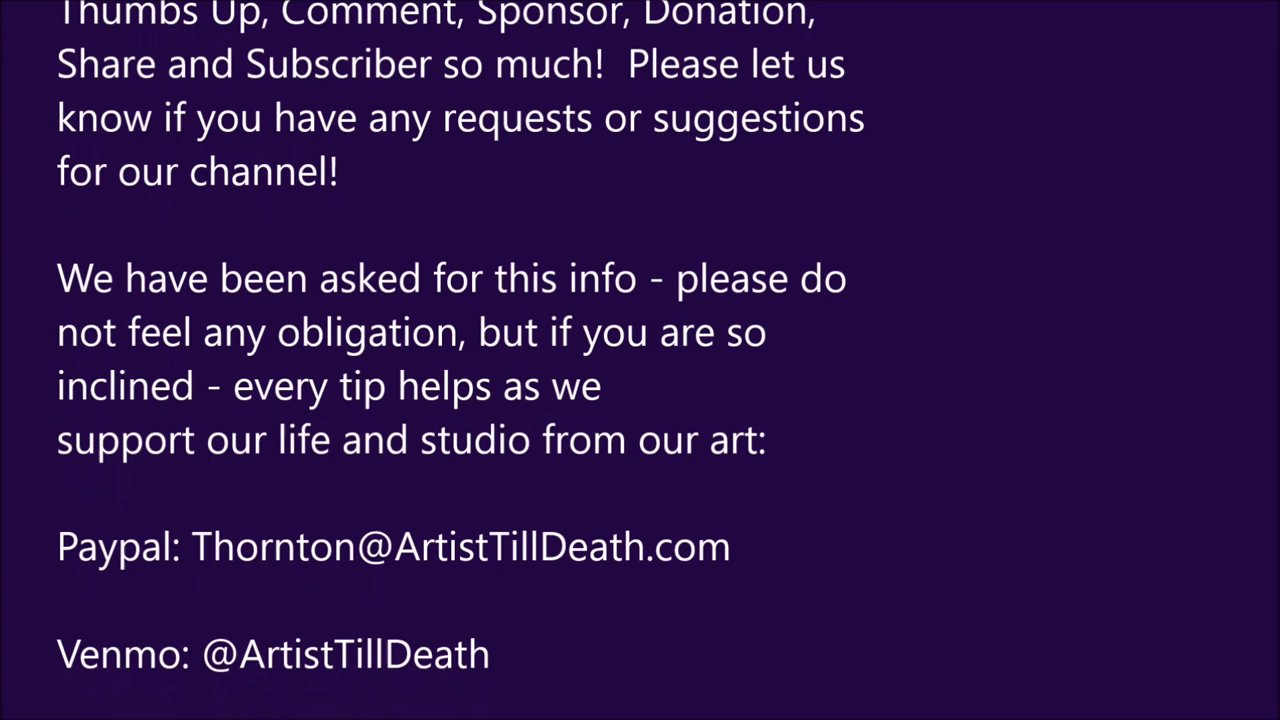 Thumbs Up, Comment, Sponsor, Donation,
Share and Subscriber so much!  Please let us
know if you have any requests or suggestions
for our channel!
We have been asked for this info - please do
not feel any obligation, but if you are so
inclined - every tip helps as we
support our life and studio from our art:
Paypal: Thornton@ArtistTillDeath.com
Venmo: @ArtistTillDeath